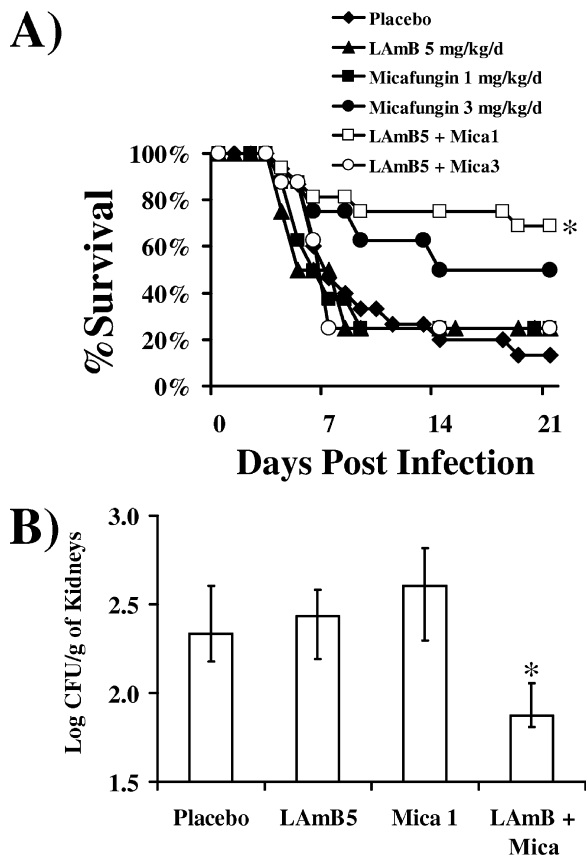 A)
Placebo
LAmB 5 mg/kg/d
Micafungin 1 mg/kg/d
Micafungin 3 mg/kg/d
LAmB5 + Mica1
LAmB5 + Mica3
% Survival
100%
80%
60%
40%
20%
0%
*
0 7 14 21
Days Post Infection
B)
Log CFU/g of Kidneys
3.0
2.5
2.0
1.5
*
Placebo LAmB5 Mica 1 LAmB +
Mica